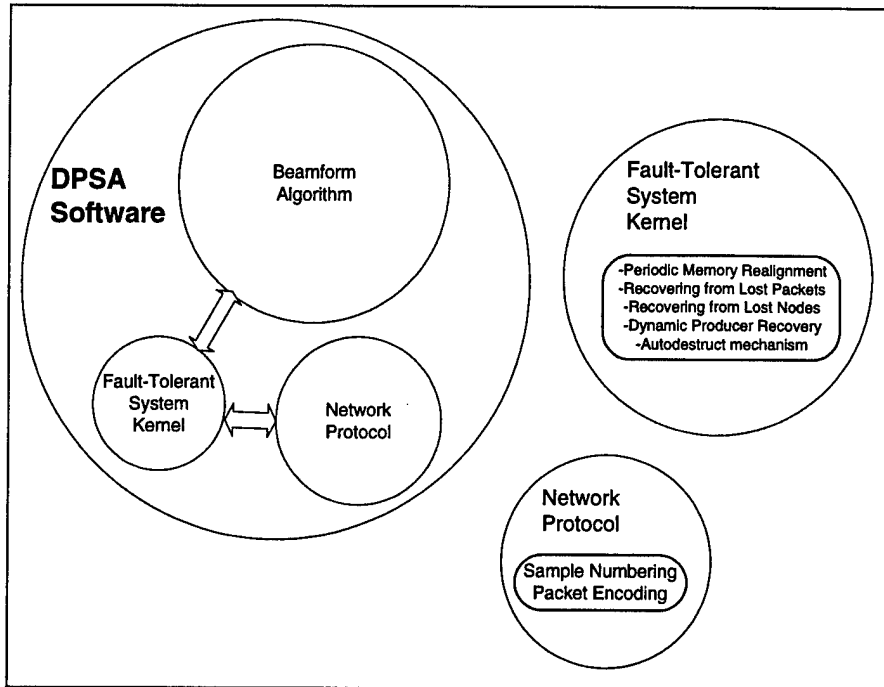 DPSA
Software
Beamform
Algorithm
Fault-Tolerant
System
Kernel
Network
Protocol
Fault-Tolerant
System
Kernel
-Periodic Memory Realignment
-Recovering from Lost Packets
-Recovering from Lost Nodes
-Dynamic Producer Recovery
-Autodestruct mechanism
Network
Protocol
Sample Numbering
Packet Encoding